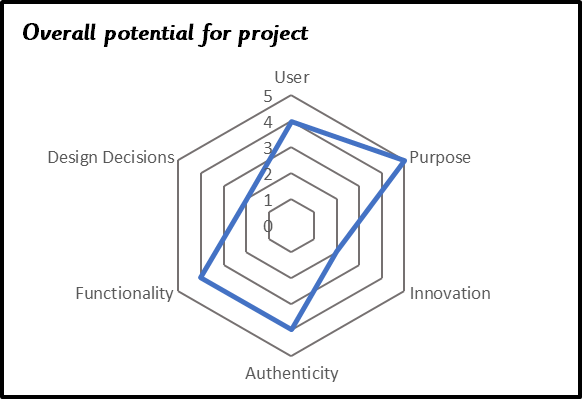 Overall potential for project
User
5
4
3
2
1
0
Design Decisions
Purpose
Functionality
Innovation
Authenticity